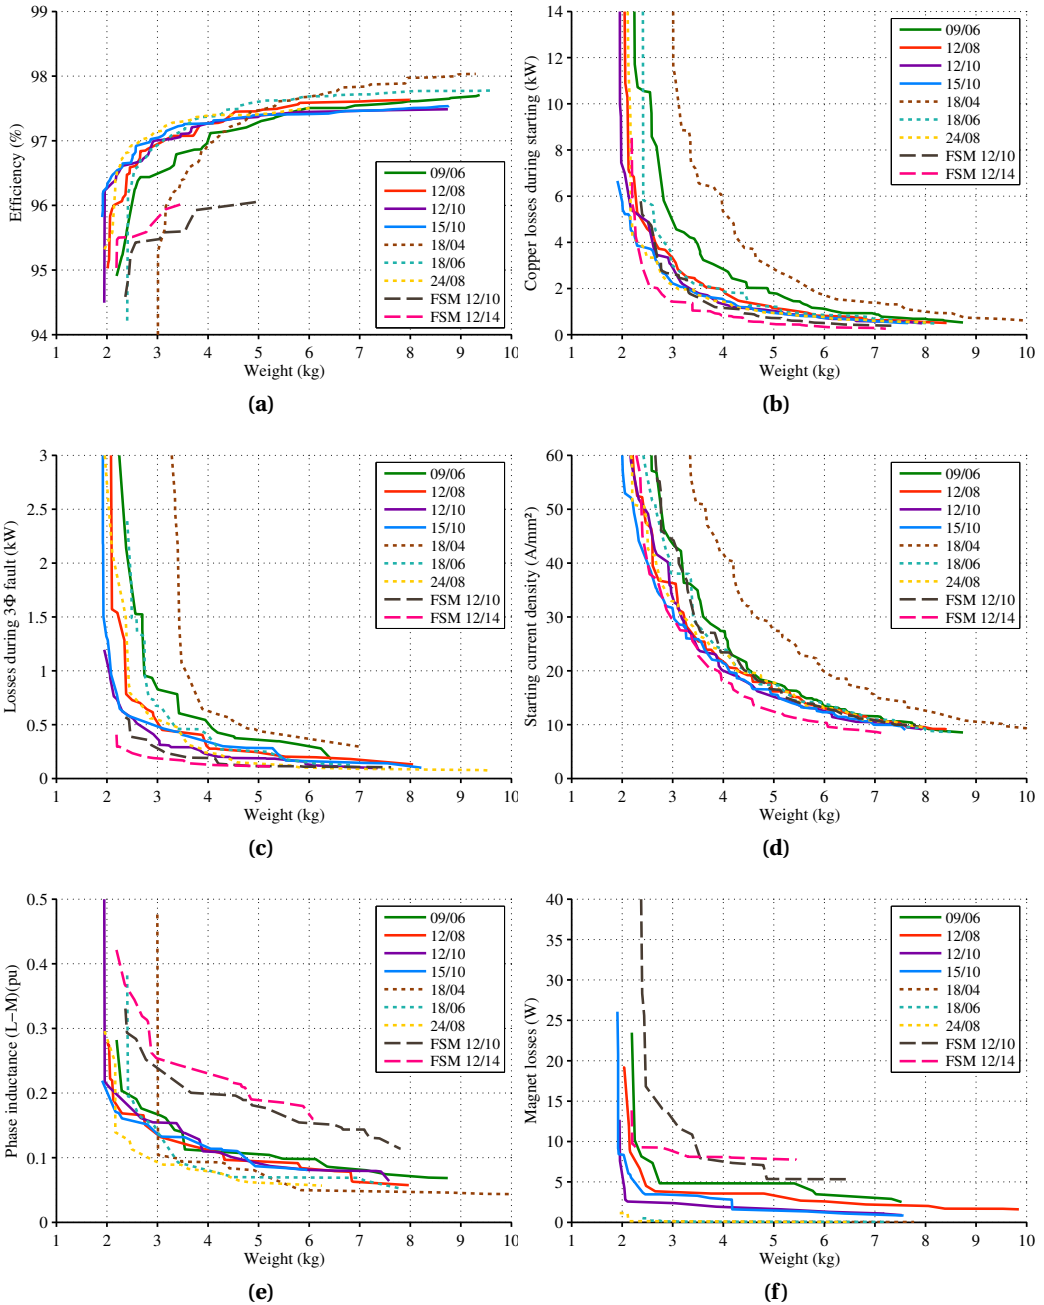 99
98
97
96
95
94
Efficiency (%)
09/06
12/08
12/10
15/10
18/04
18/06
24/08
FSM 12/10
FSM 12/14
1 2 3 4 5 6 7 8 9 10
Weight (kg)
(a)
14
12
10
8
6
4
2
0
Copper losses during starting (kW)
09/06
12/08
12/10
15/10
18/04
18/06
24/08
FSM 12/10
FSM 12/14
1 2 3 4 5 6 7 8 9 10
Weight (kg)
(b)
3
2.5
2
1.5
1
0.5
0
Losses during 3Φ fault (kW)
09/06
12/08
12/10
15/10
18/04
18/06
24/08
FSM 12/10
FSM 12/14
1 2 3 4 5 6 7 8 9 10
Weight (kg)
(c)
60
50
40
30
20
10
0
Starting current density (A/mm²)
09/06
12/08
12/10
15/10
18/04
18/06
24/08
FSM 12/10
FSM 12/14
1 2 3 4 5 6 7 8 9 10
Weight (kg)
(d)
0.5
0.4
0.3
0.2
0.1
0
Phase inductance (L−M)(pu)
09/06
12/08
12/10
15/10
18/04
18/06
24/08
FSM 12/10
FSM 12/14
1 2 3 4 5 6 7 8 9 10
Weight (kg)
(e)
40
35
30
25
20
15
10
5
0
Magnet losses (W)
09/06
12/08
12/10
15/10
18/04
18/06
24/08
FSM 12/10
FSM 12/14
1 2 3 4 5 6 7 8 9 10
Weight (kg)
(f)